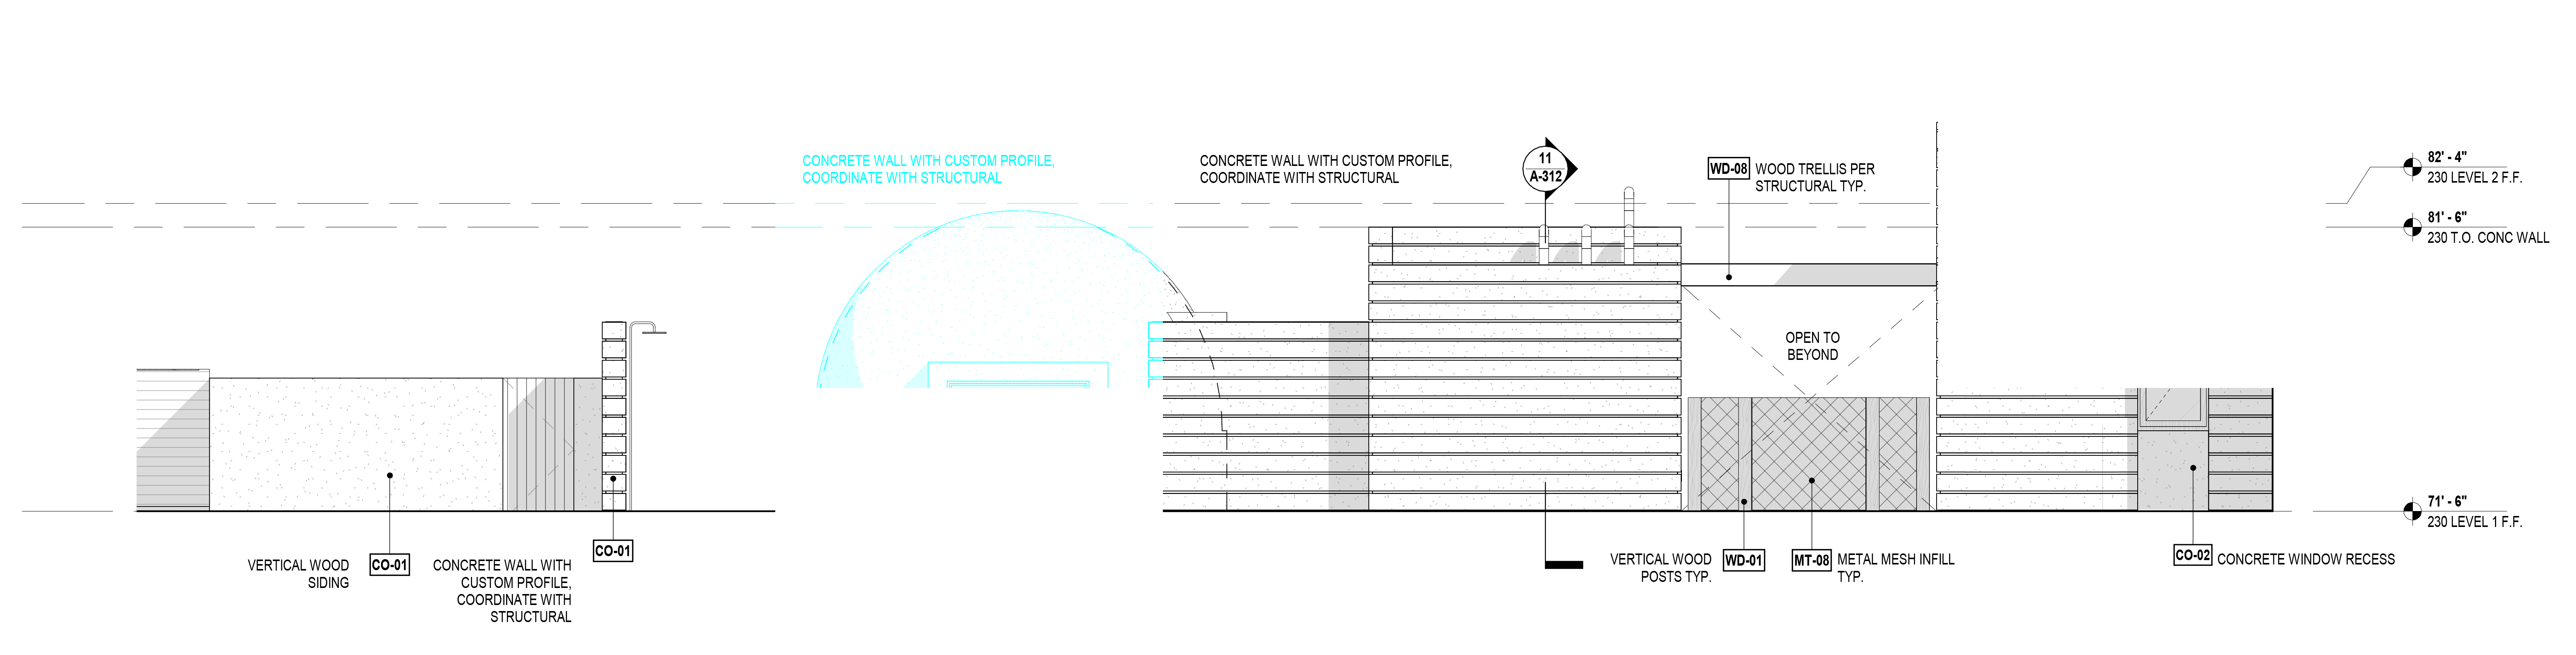 CONCRETE WALL WITH CUSTOM PROFILE,
COORDINATE WITH STRUCTURAL
CONCRETE WALL WITH CUSTOM PROFILE,
COORDINATE WITH STRUCTURAL
11
A-312
WD-08
WOOD TRELLIS PER
STRUCTURAL TYP.
82' - 4"
230 LEVEL 2 F.F.
81' - 6"
230 T.O. CONC WALL
OPEN TO
BEYOND
71' - 6"
230 LEVEL 1 F.F.
VERTICAL WOOD
SIDING
CO-01
CONCRETE WALL WITH
CUSTOM PROFILE,
COORDINATE WITH
STRUCTURAL
CO-01
VERTICAL WOOD
POSTS TYP.
WD-01
MT-08
METAL MESH INFILL
TYP.
CO-02
CONCRETE WINDOW RECESS